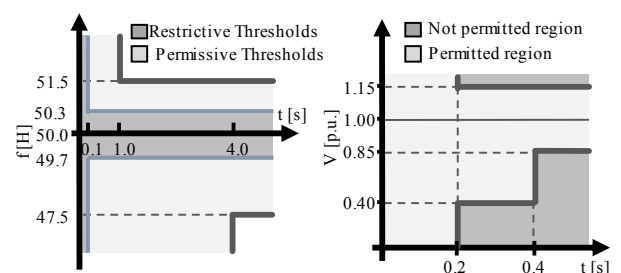 Restrictive Thresholds
Permissive Thresholds
51.5
50.3
50.0
49.7
47.5
f [H]
0.1
1.0
4.0
t [s]
Not permitted region
Permitted region
1.15
1.00
0.85
0.40
V [p.u.]
0.2
0.4
t [s]